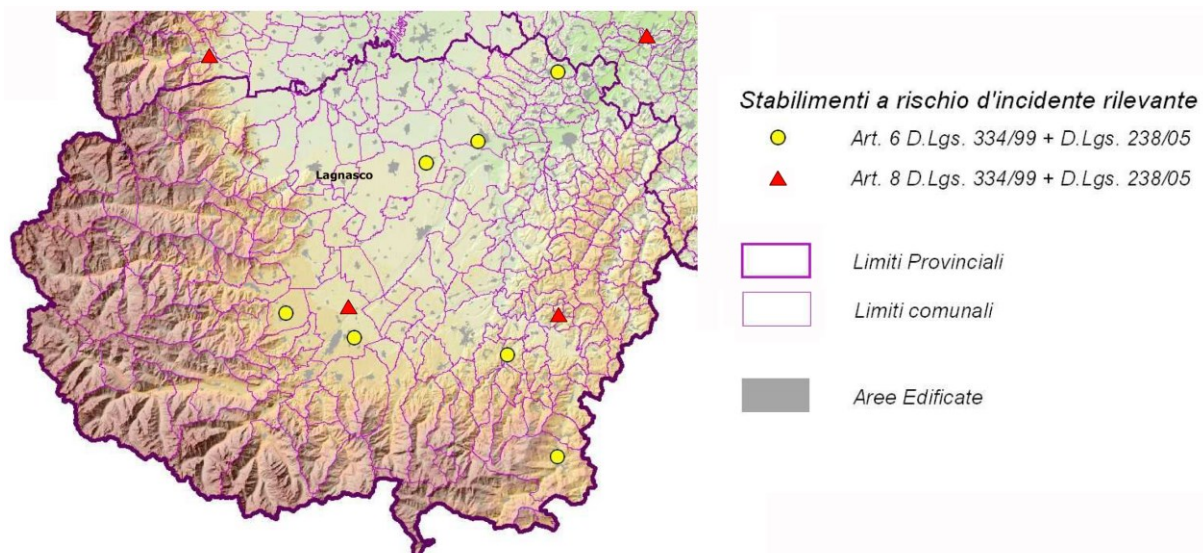 Lagnasco
Stabilimenti a rischio d'incidente rilevante
Art. 6 D.Lgs. 334/99 + D.Lgs. 238/05
Art. 8 D.Lgs. 334/99 + D.Lgs. 238/05
Limiti Provinciali
Limiti comunali
Aree Edificate